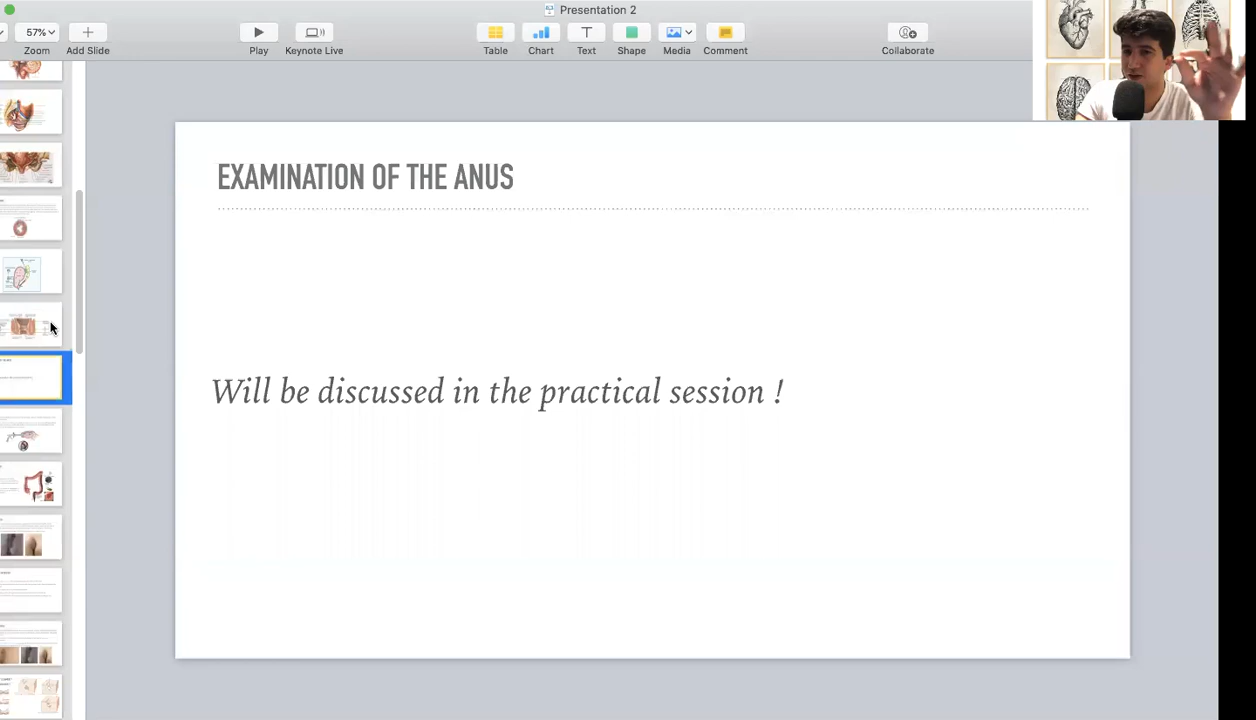 Presentation 2
57%
Zoom
Add Slide
Play
Keynote Live
Table
Chart
Text
Shape
Media
Comment
Collaborate
EXAMINATION OF THE ANUS
Will be discussed in the practical session !